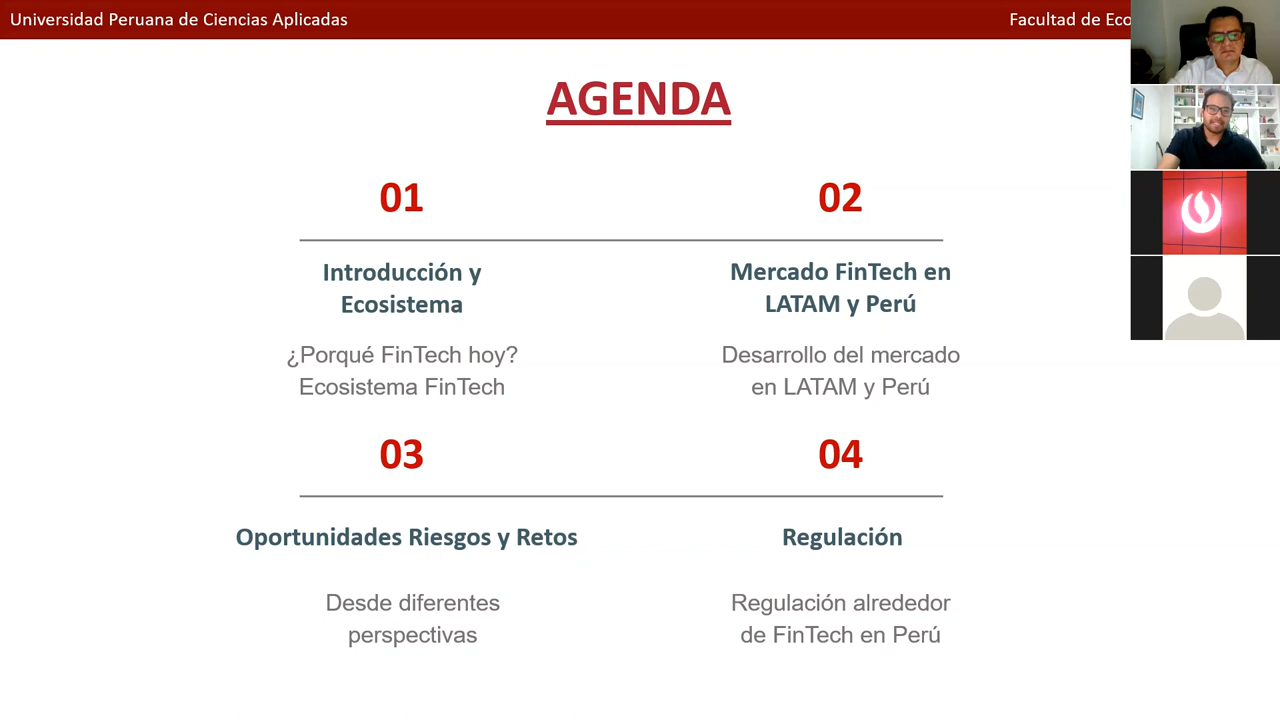 Universidad Peruana de Ciencias Aplicadas
Facultad de Eco
AGENDA
01
Introducción y
Ecosistema
¿Porqué FinTech hoy?
Ecosistema FinTech
02
Mercado FinTech en
LATAM y Perú
Desarrollo del mercado
en LATAM y Perú
03
Oportunidades Riesgos y Retos
Desde diferentes
perspectivas
04
Regulación
Regulación alrededor
de FinTech en Perú